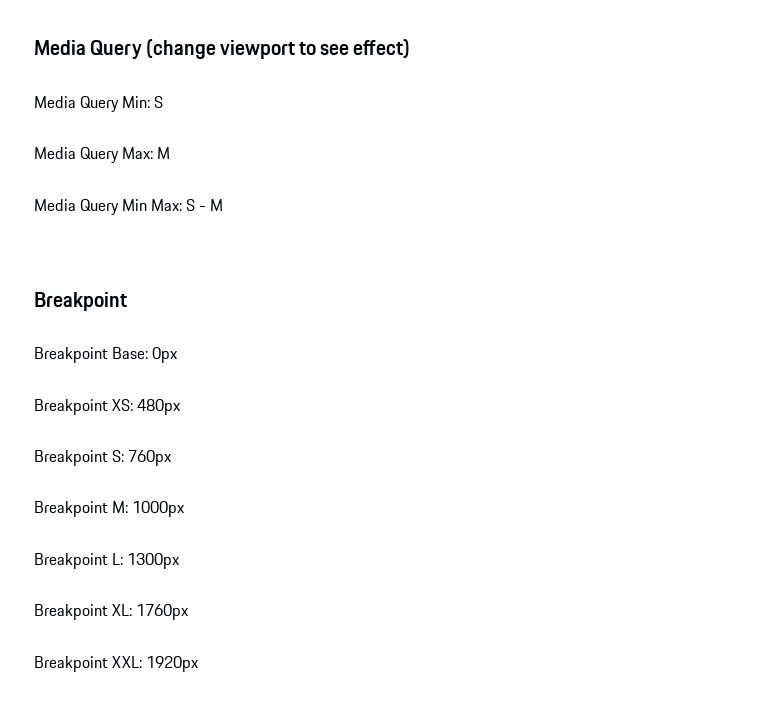 Media Query (change viewport to see effect)
Media Query Min: S
Media Query Max: M
Media Query Min Max: S - M
Breakpoint
Breakpoint Base: 0px
Breakpoint XS: 480px
Breakpoint S: 760px
Breakpoint M: 1000px
Breakpoint L: 1300px
Breakpoint XL: 1760px
Breakpoint XXL: 1920px